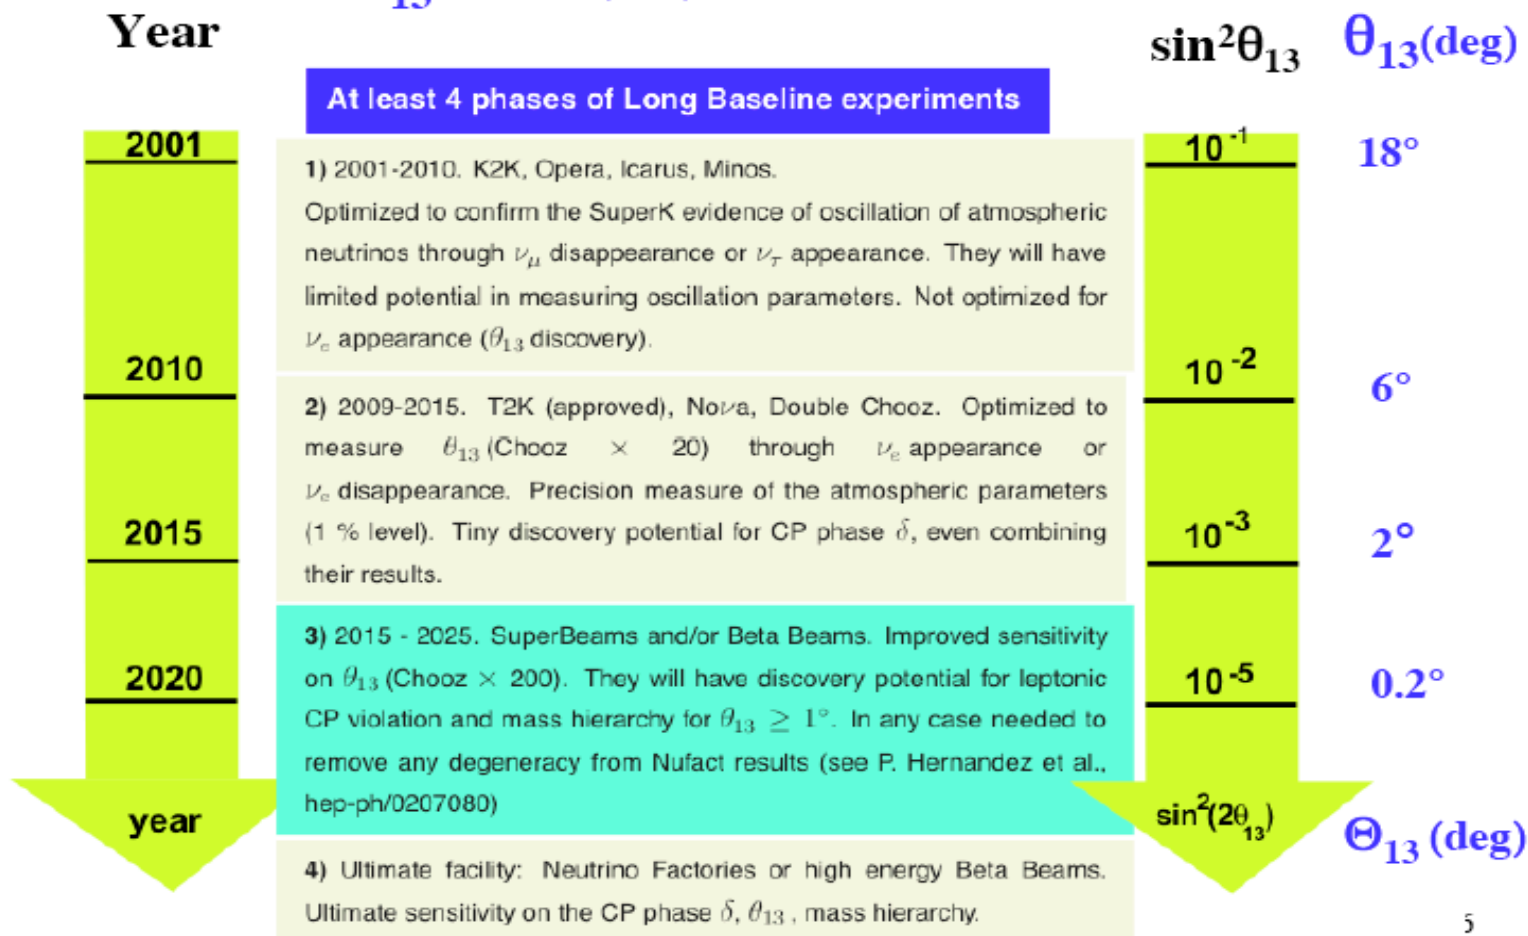 13
Year
sin²θ₁₃ θ₁₃(deg)
At least 4 phases of Long Baseline experiments
2001
10⁻¹
18°
1) 2001-2010. K2K, Opera, Icarus, Minos.
Optimized to confirm the SuperK evidence of oscillation of atmospheric
neutrinos through ν_μ disappearance or ν_τ appearance. They will have
limited potential in measuring oscillation parameters. Not optimized for
ν_e appearance (θ₁₃ discovery).
2010
10⁻²
6°
2) 2009-2015. T2K (approved), Noνa, Double Chooz. Optimized to
measure θ₁₃ (Chooz × 20) through ν_e appearance or
ν_e disappearance. Precision measure of the atmospheric parameters
(1 % level). Tiny discovery potential for CP phase δ, even combining
their results.
2015
10⁻³
2°
3) 2015 - 2025. SuperBeams and/or Beta Beams. Improved sensitivity
on θ₁₃ (Chooz × 200). They will have discovery potential for leptonic
CP violation and mass hierarchy for θ₁₃ ≥ 1°. In any case needed to
remove any degeneracy from Nufact results (see P. Hernandez et al.,
hep-ph/0207080)
2020
10⁻⁵
0.2°
year
sin²(2θ₁₃)
Θ₁₃ (deg)
4) Ultimate facility: Neutrino Factories or high energy Beta Beams.
Ultimate sensitivity on the CP phase δ, θ₁₃ , mass hierarchy.
5